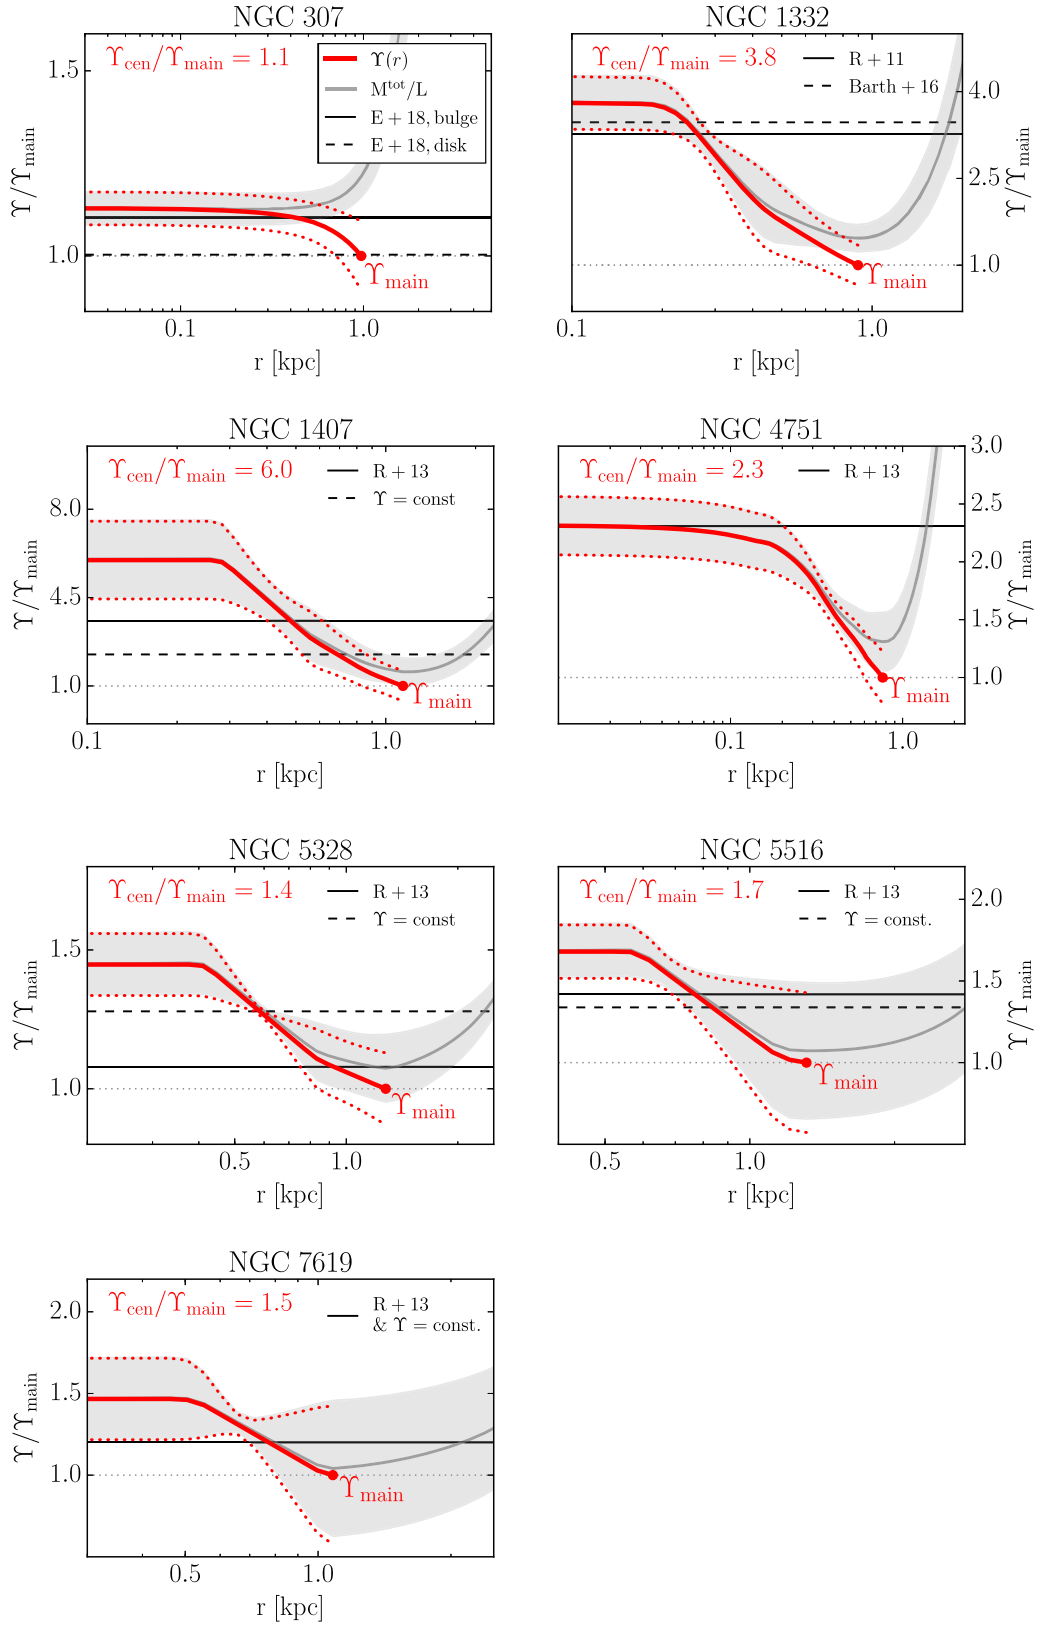 NGC 307
ϒcen/ϒmain = 1.1
ϒ(r)
Mtot/L
E + 18, bulge
E + 18, disk
1.5
1.0
ϒ/ϒmain
ϒmain
0.1 1.0
r [kpc]
NGC 1332
ϒcen/ϒmain = 3.8
R + 11
Barth + 16
4.0
2.5
1.0
ϒ/ϒmain
ϒmain
0.1 1.0
r [kpc]
NGC 1407
ϒcen/ϒmain = 6.0
R + 13
ϒ = const
8.0
4.5
1.0
ϒ/ϒmain
ϒmain
0.1 1.0
r [kpc]
NGC 4751
ϒcen/ϒmain = 2.3
R + 13
3.0
2.5
2.0
1.5
1.0
ϒ/ϒmain
ϒmain
0.1 1.0
r [kpc]
NGC 5328
ϒcen/ϒmain = 1.4
R + 13
ϒ = const
1.5
1.0
ϒ/ϒmain
ϒmain
0.5 1.0
r [kpc]
NGC 5516
ϒcen/ϒmain = 1.7
R + 13
ϒ = const.
2.0
1.5
1.0
ϒ/ϒmain
ϒmain
0.5 1.0
r [kpc]
NGC 7619
ϒcen/ϒmain = 1.5
R + 13
& ϒ = const.
2.0
1.5
1.0
ϒ/ϒmain
ϒmain
0.5 1.0
r [kpc]